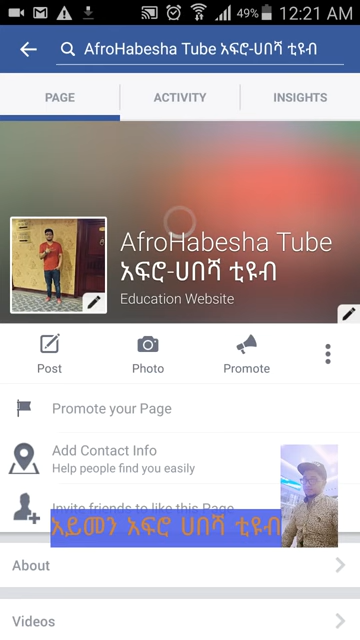 49% 12:21 AM
AfroHabesha Tube አፍሮ-ሀበሻ ቲዩብ
PAGE ACTIVITY INSIGHTS
AfroHabesha Tube
አፍሮ-ሀበሻ ቲዩብ
Education Website
Post Photo Promote
Promote your Page
Add Contact Info
Help people find you easily
Invite friends to like this Page
አይመን አፍሮ ሀበሻ ቲዩብ
About
Videos